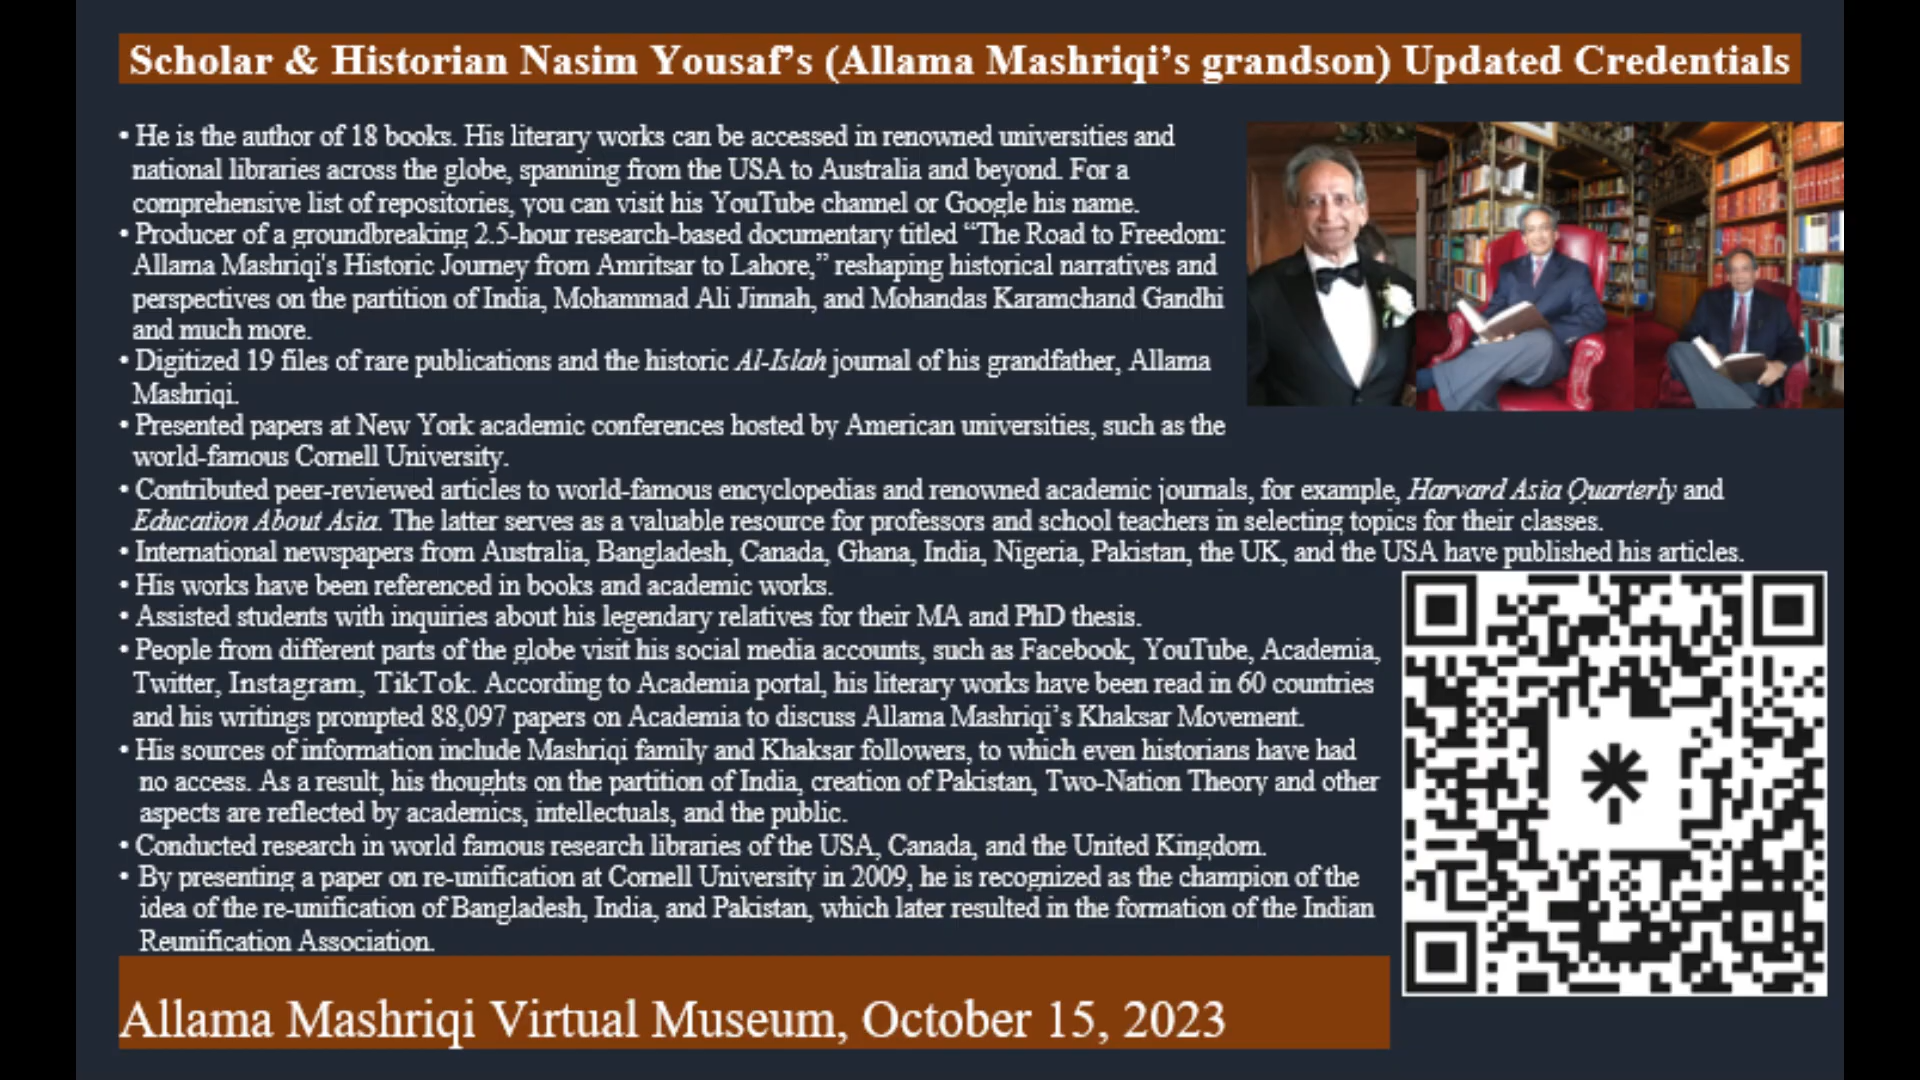 Scholar & Historian Nasim Yousaf's (Allama Mashriqi's grandson) Updated Credentials
• He is the author of 18 books. His literary works can be accessed in renowned universities and
national libraries across the globe, spanning from the USA to Australia and beyond. For a
comprehensive list of repositories, you can visit his YouTube channel or Google his name.
• Producer of a groundbreaking 2.5-hour research-based documentary titled “The Road to Freedom:
Allama Mashriqi's Historic Journey from Amritsar to Lahore,” reshaping historical narratives and
perspectives on the partition of India, Mohammad Ali Jinnah, and Mohandas Karamchand Gandhi
and much more.
• Digitized 19 files of rare publications and the historic Al-Islah journal of his grandfather, Allama
Mashriqi.
• Presented papers at New York academic conferences hosted by American universities, such as the
world-famous Cornell University.
• Contributed peer-reviewed articles to world-famous encyclopedias and renowned academic journals, for example, Harvard Asia Quarterly and
Education About Asia. The latter serves as a valuable resource for professors and school teachers in selecting topics for their classes.
• International newspapers from Australia, Bangladesh, Canada, Ghana, India, Nigeria, Pakistan, the UK, and the USA have published his articles.
• His works have been referenced in books and academic works.
• Assisted students with inquiries about his legendary relatives for their MA and PhD thesis.
• People from different parts of the globe visit his social media accounts, such as Facebook, YouTube, Academia,
Twitter, Instagram, TikTok. According to Academia portal, his literary works have been read in 60 countries
and his writings prompted 88,097 papers on Academia to discuss Allama Mashriqi’s Khaksar Movement.
• His sources of information include Mashriqi family and Khaksar followers, to which even historians have had
no access. As a result, his thoughts on the partition of India, creation of Pakistan, Two-Nation Theory and other
aspects are reflected by academics, intellectuals, and the public.
• Conducted research in world famous research libraries of the USA, Canada, and the United Kingdom.
• By presenting a paper on re-unification at Cornell University in 2009, he is recognized as the champion of the
idea of the re-unification of Bangladesh, India, and Pakistan, which later resulted in the formation of the Indian
Reunification Association.
Allama Mashriqi Virtual Museum, October 15, 2023